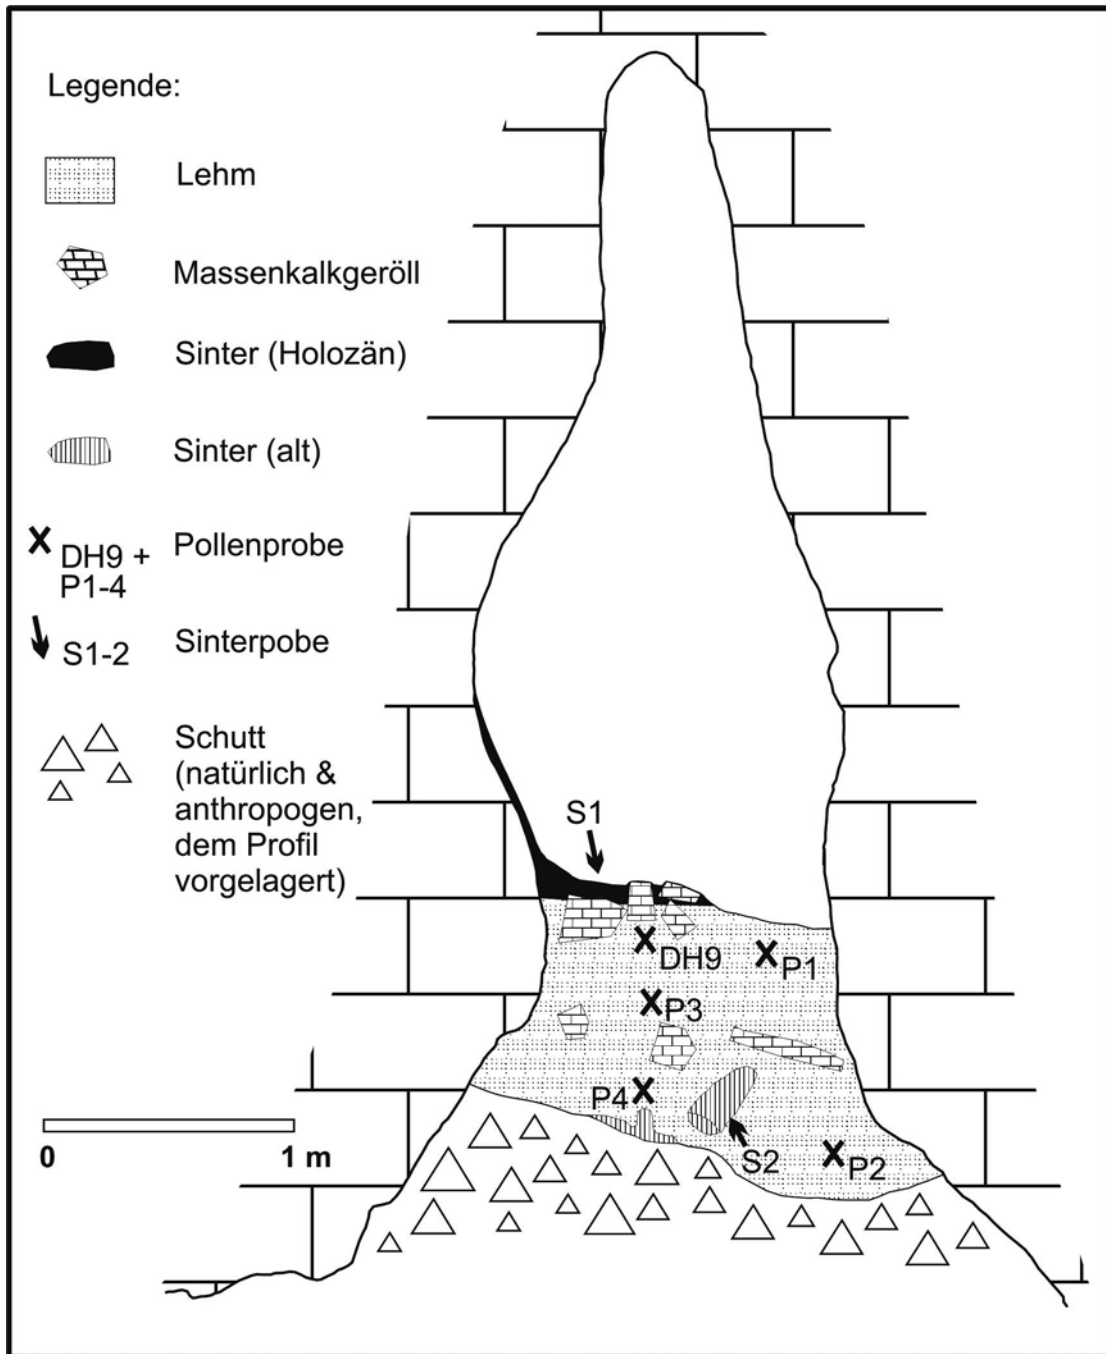 Legende:
Lehm
Massenkalkgeröll
Sinter (Holozän)
Sinter (alt)
DH9 +
P1-4
Pollenprobe
S1-2
Sinterpobe
Schutt
(natürlich &
anthropogen,
dem Profil
vorgelagert)
S1
DH9
P1
P3
P4
S2
P2
0
1 m